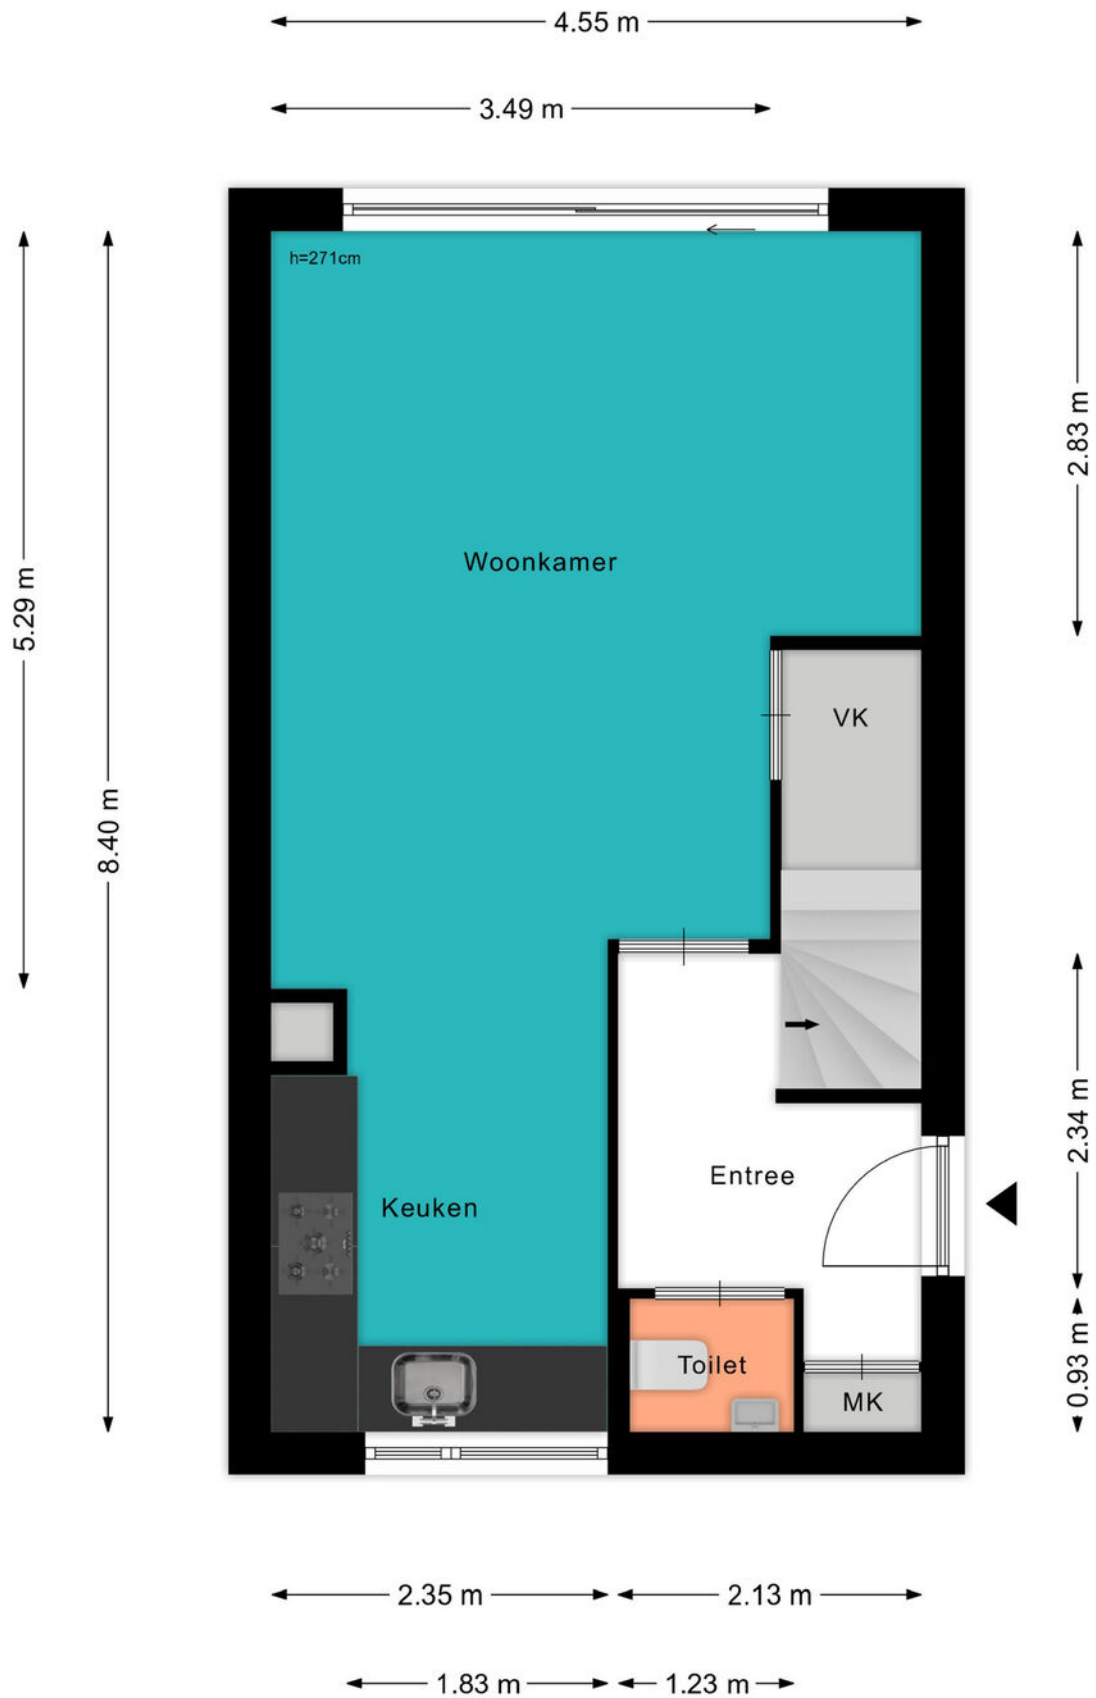 4.55 m
3.49 m
h=271cm
2.83 m
Woonkamer
5.29 m
VK
8.40 m
2.34 m
Entree
Keuken
0.93 m
Toilet
MK
2.35 m
2.13 m
1.83 m
1.23 m